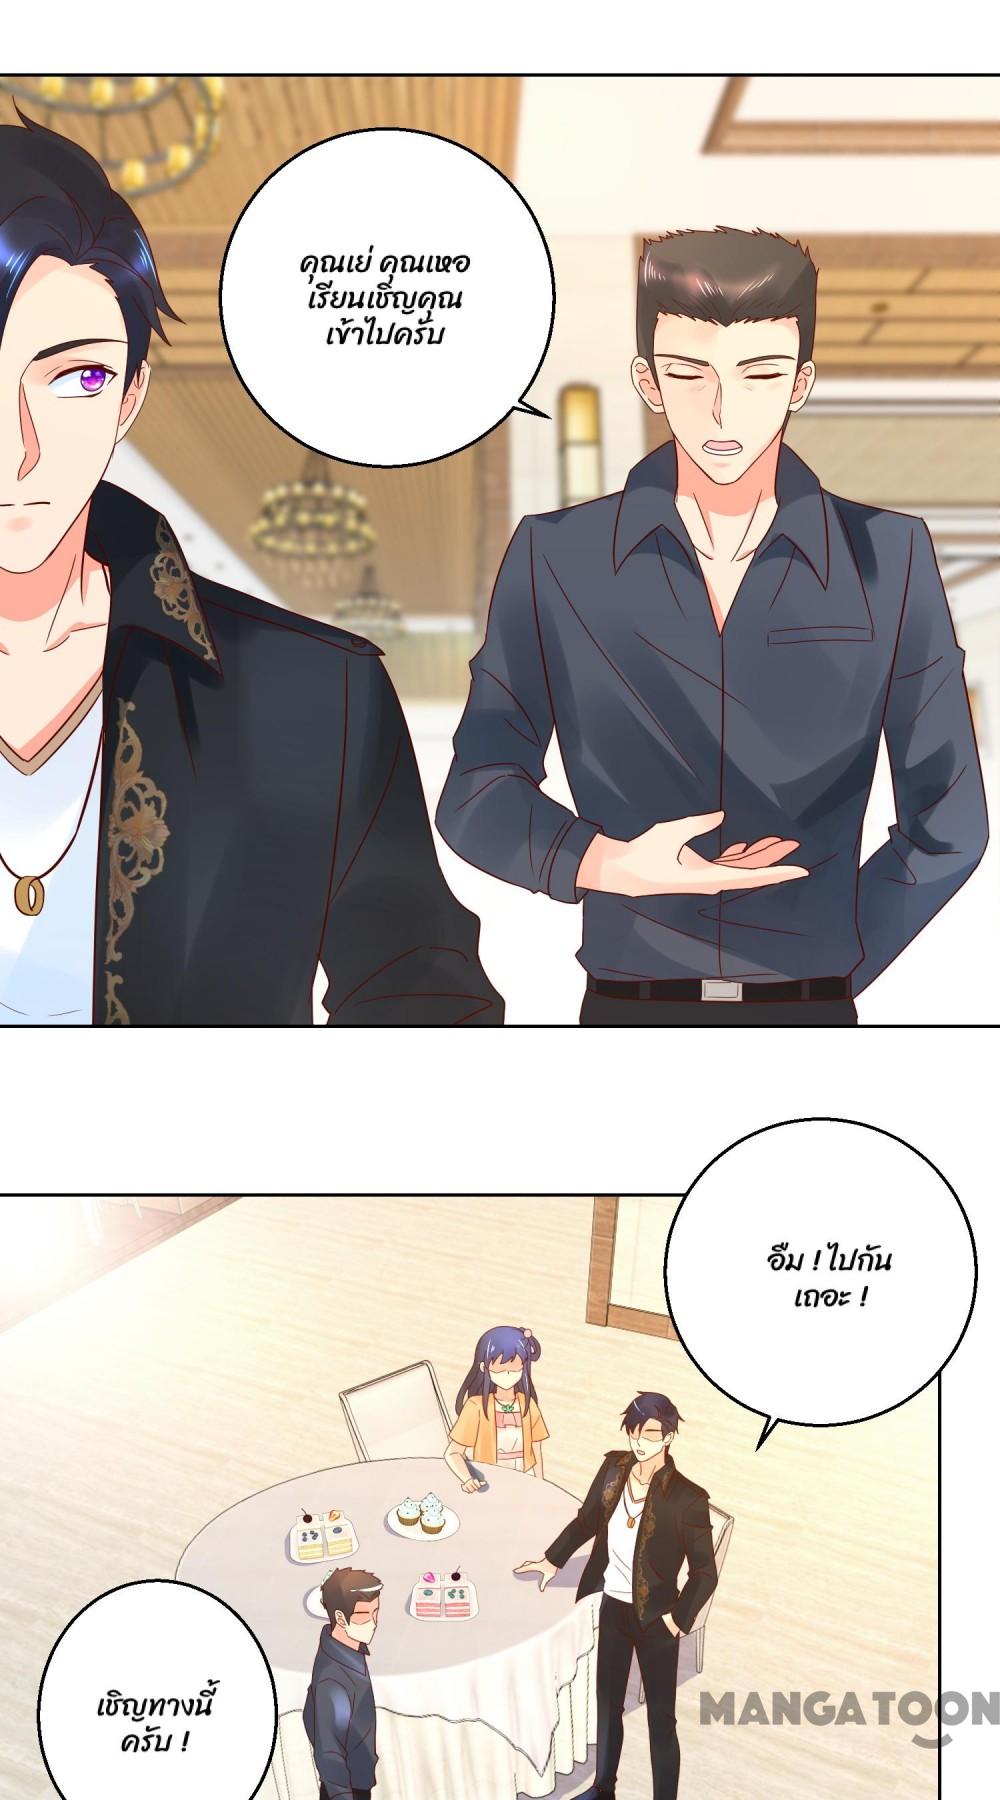 คุณเย่ คุณเหอ
เรียนเชิญคุณ
เข้าไปครับ
อืม ! ไปกัน
เถอะ !
เชิญทางนี้
ครับ !
MANGATOON